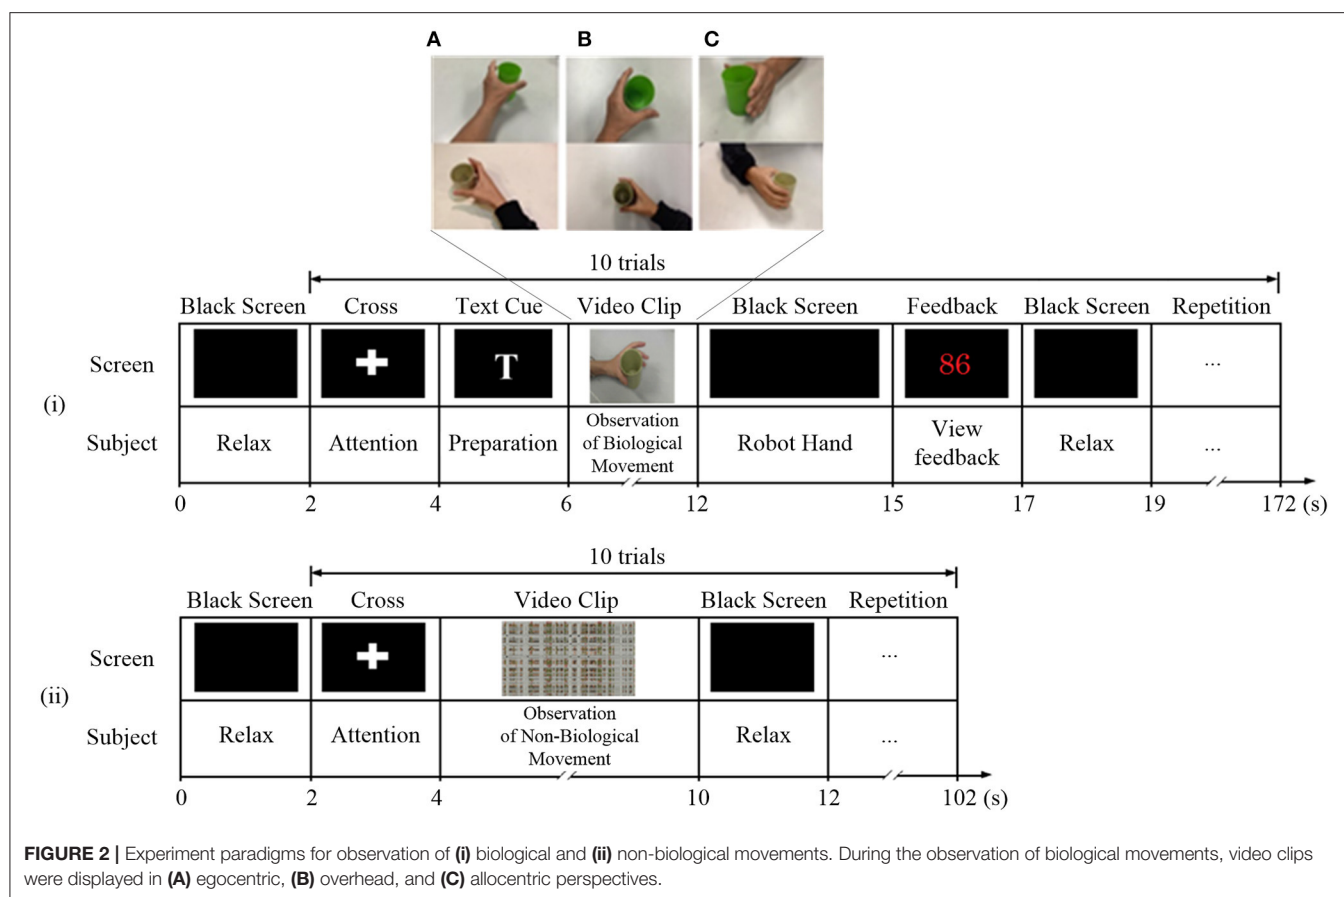 A B C
10 trials
Black Screen Cross Text Cue Video Clip Black Screen Feedback Black Screen Repetition
Screen T 86 ...
(i)
Subject Relax Attention Preparation Observation of Biological Movement Robot Hand View feedback Relax ...
0 2 4 6 12 15 17 19 172 (s)
10 trials
Black Screen Cross Video Clip Black Screen Repetition
Screen ...
(ii)
Subject Relax Attention Observation of Non-Biological Movement Relax ...
0 2 4 10 12 102 (s)
FIGURE 2 | Experiment paradigms for observation of (i) biological and (ii) non-biological movements. During the observation of biological movements, video clips
were displayed in (A) egocentric, (B) overhead, and (C) allocentric perspectives.